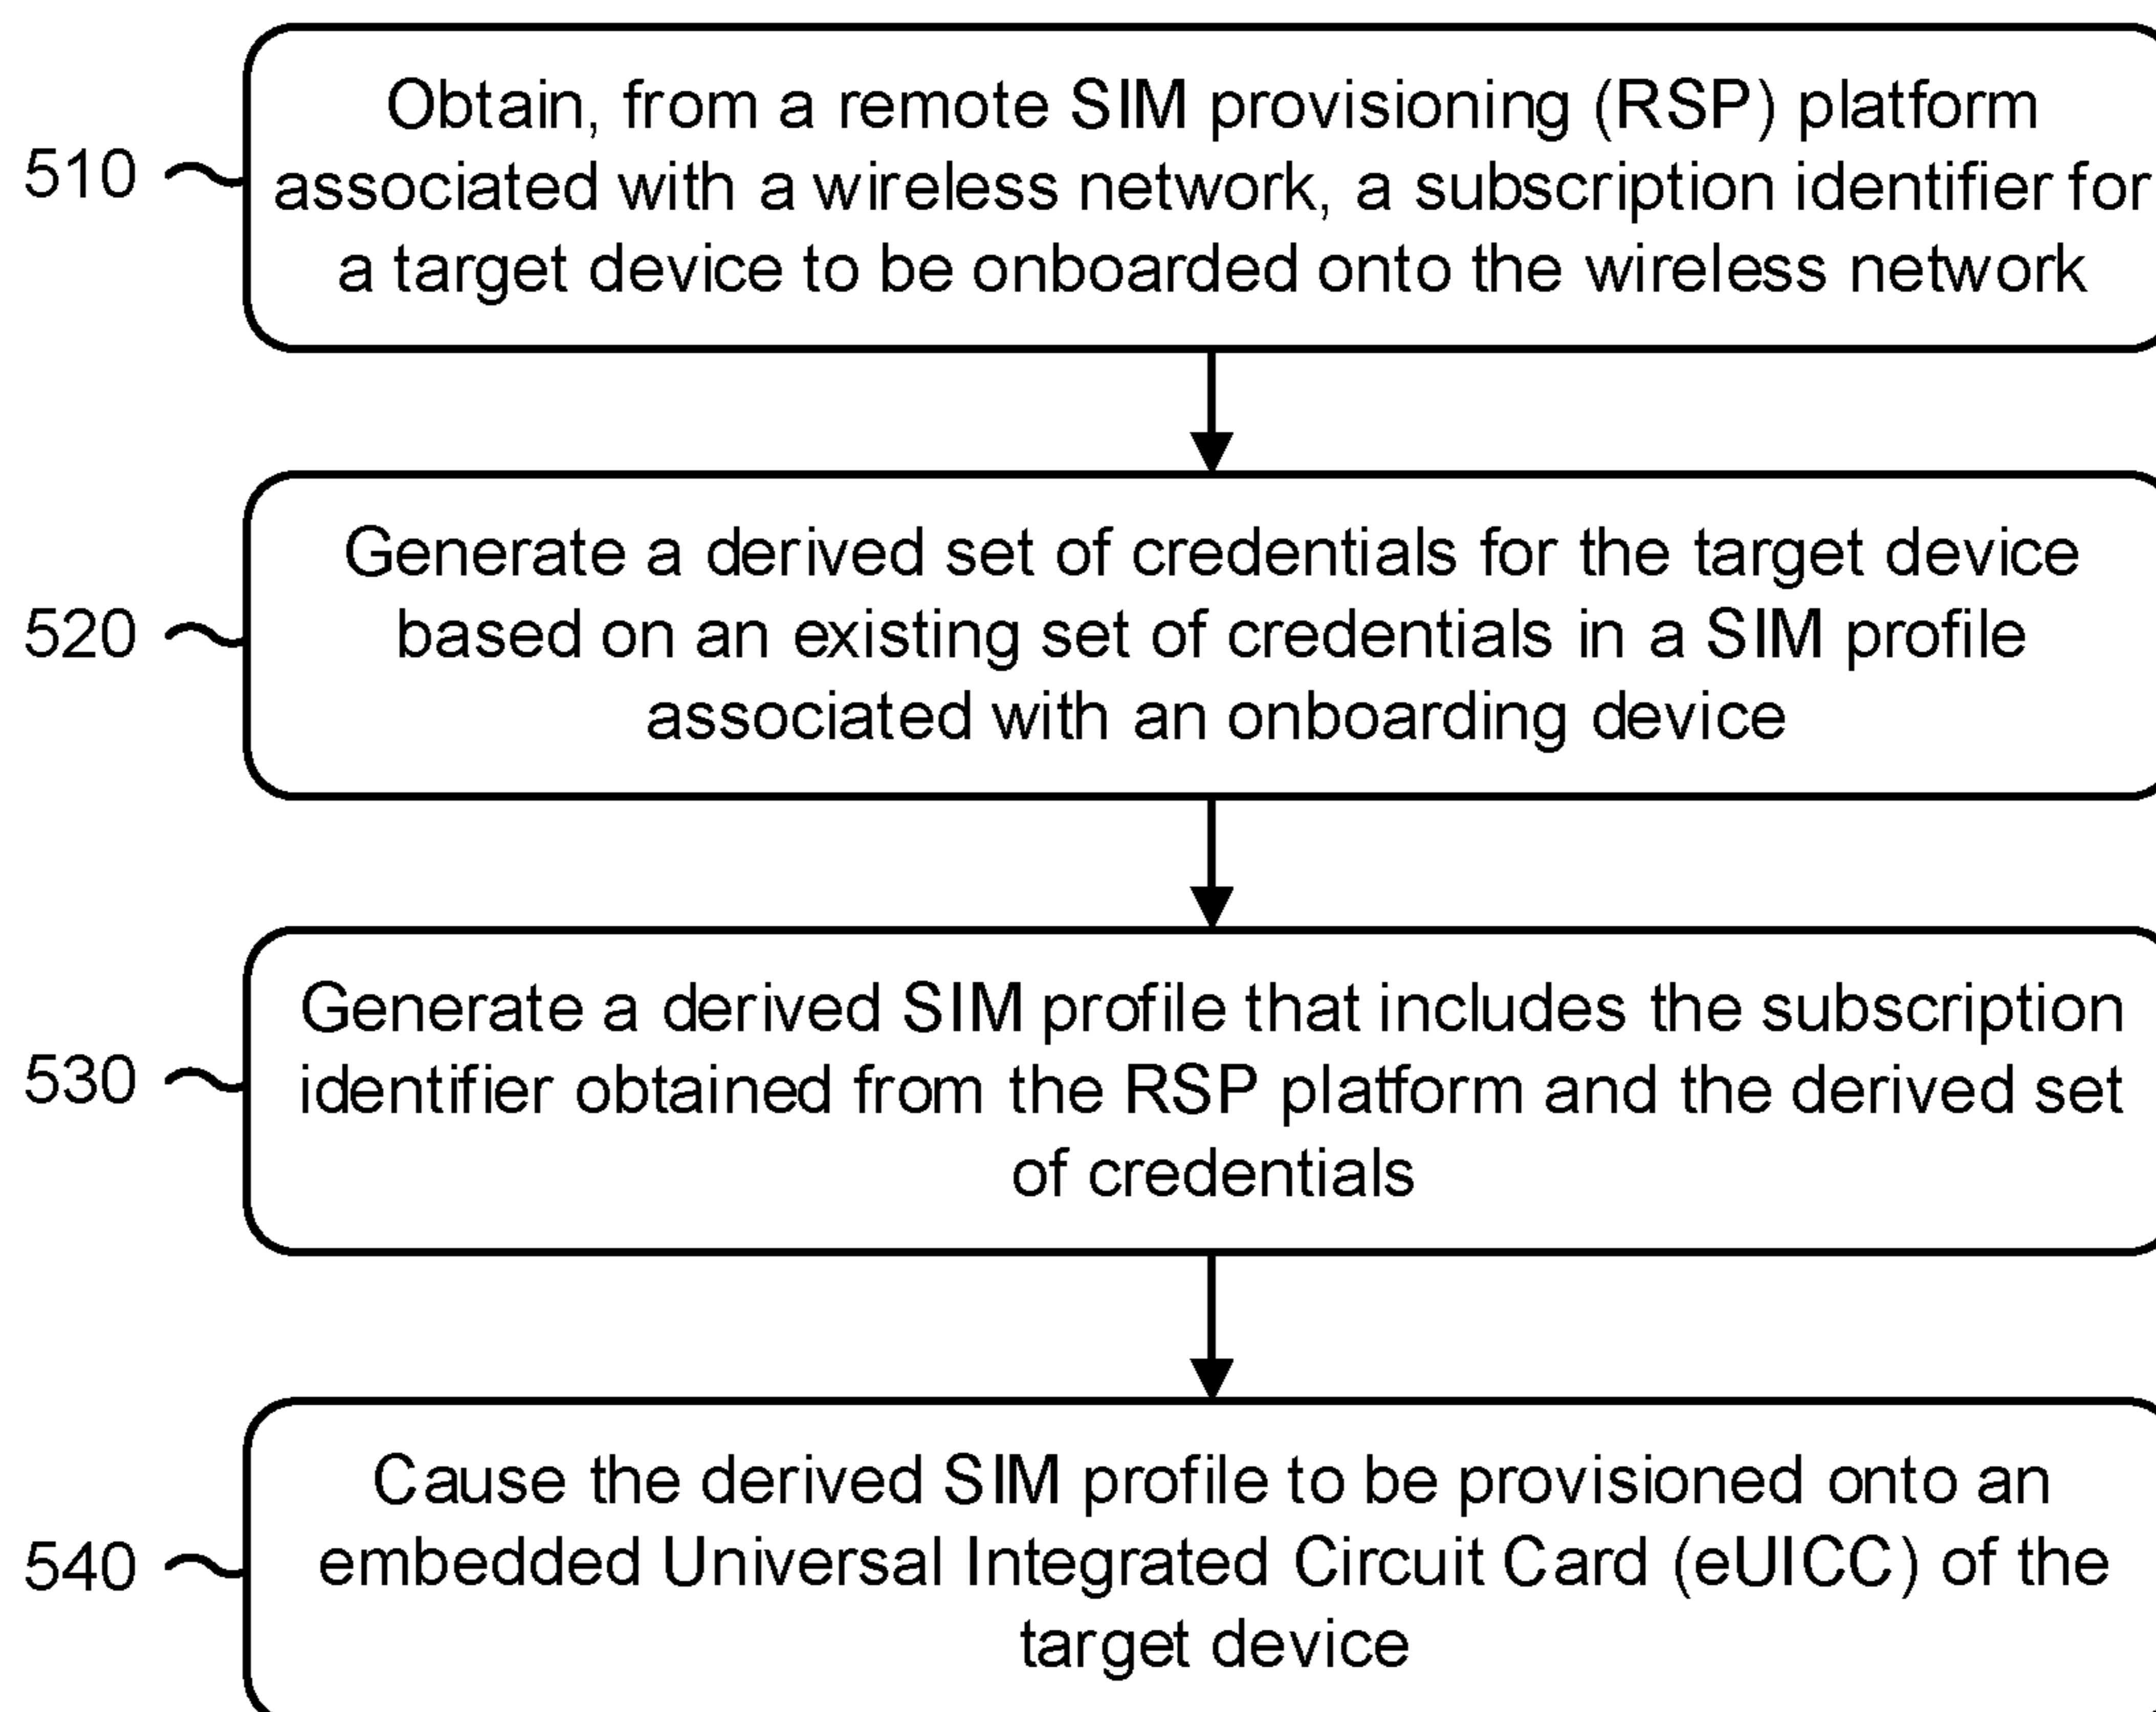 510
Obtain, from a remote SIM provisioning (RSP) platform
associated with a wireless network, a subscription identifier for
a target device to be onboarded onto the wireless network
520
Generate a derived set of credentials for the target device
based on an existing set of credentials in a SIM profile
associated with an onboarding device
530
Generate a derived SIM profile that includes the subscription
identifier obtained from the RSP platform and the derived set
of credentials
540
Cause the derived SIM profile to be provisioned onto an
embedded Universal Integrated Circuit Card (eUICC) of the
target device